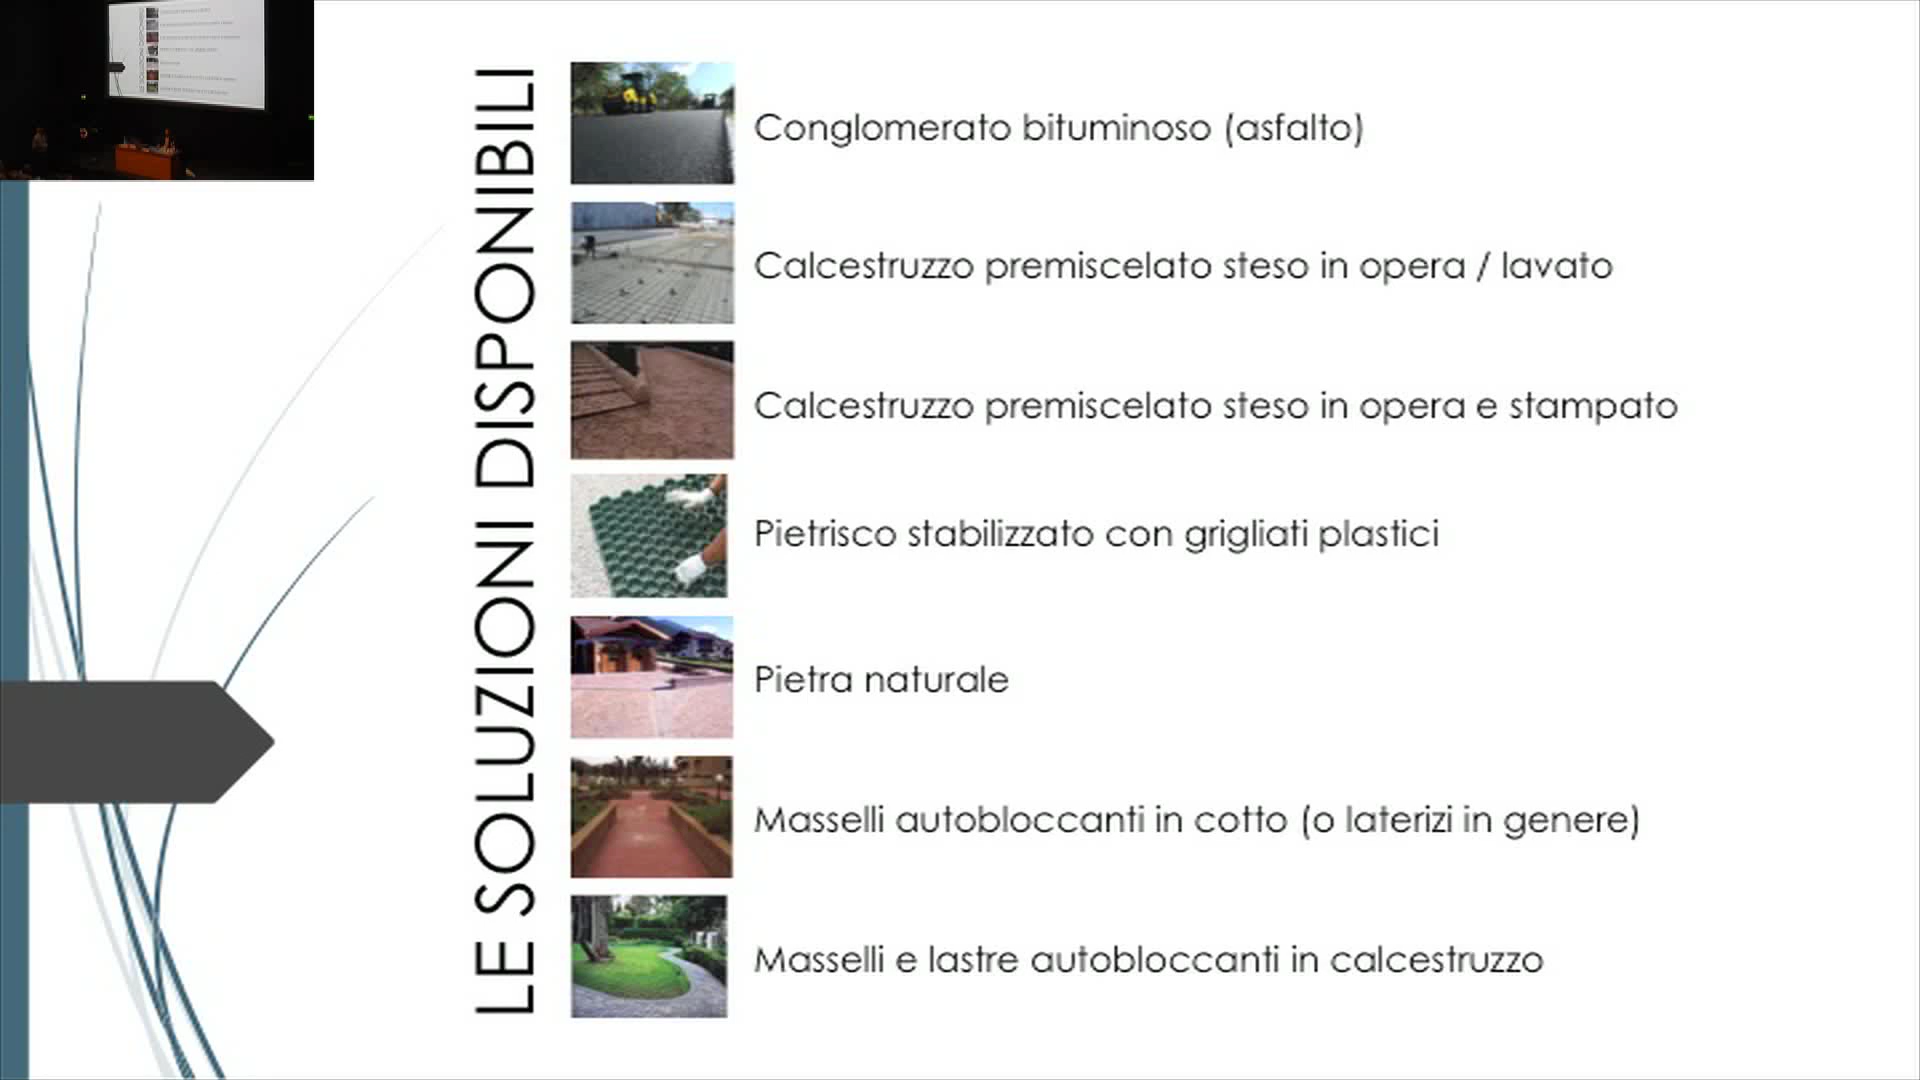 LE SOLUZIONI DISPONIBILI
Conglomerato bituminoso (asfalto)
Calcestruzzo premiscelato steso in opera / lavato
Calcestruzzo premiscelato steso in opera e stampato
Pietrisco stabilizzato con grigliati plastici
Pietra naturale
Masselli autobloccanti in cotto (o laterizi in genere)
Masselli e lastre autobloccanti in calcestruzzo